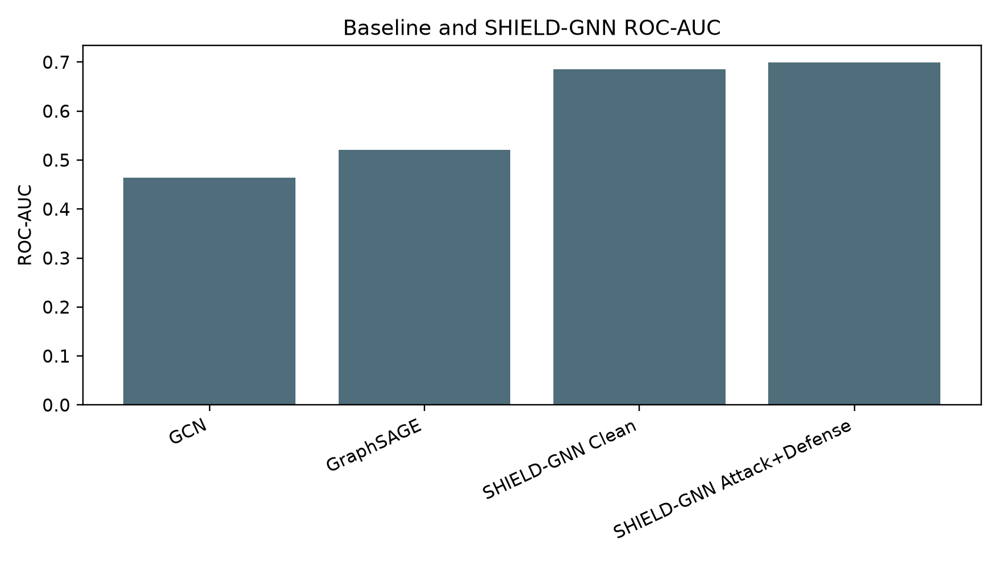 Baseline and SHIELD-GNN ROC-AUC
ROC-AUC
0.7
0.6
0.5
0.4
0.3
0.2
0.1
0.0
GCN
GraphSAGE
SHIELD-GNN Clean
SHIELD-GNN Attack+Defense